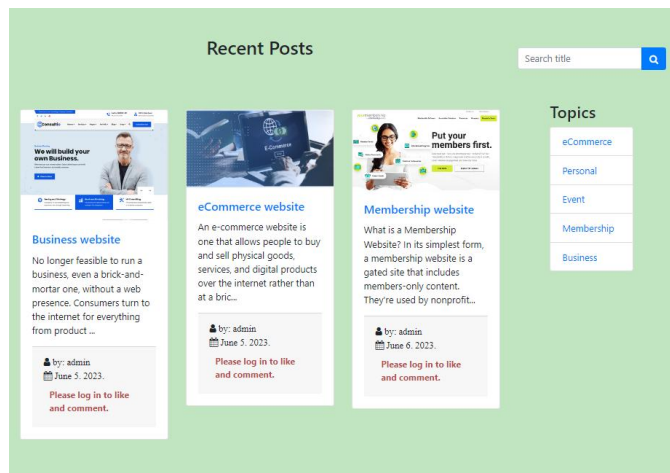 Recent Posts
Search title
Consultio
We will build your
own Business.
Business website
No longer feasible to run a
business, even a brick-and-
mortar one, without a web
presence. Consumers turn to
the internet for everything
from product ...
by: admin
June 5, 2023.
Please log in to like
and comment.
E-Commerce
eCommerce website
An e-commerce website is
one that allows people to buy
and sell physical goods,
services, and digital products
over the internet rather than
at a bric...
by: admin
June 5, 2023.
Please log in to like
and comment.
Put your
members first.
Membership website
What is a Membership
Website? In its simplest form,
a membership website is a
gated site that includes
members-only content.
They're used by nonprofit...
by: admin
June 6, 2023.
Please log in to like
and comment.
Topics
eCommerce
Personal
Event
Membership
Business